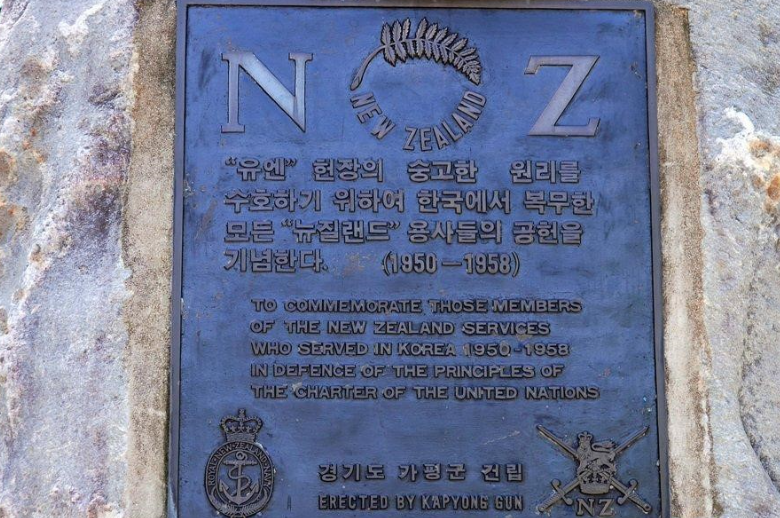 N Z
NEW ZEALAND
“유엔” 헌장의 숭고한 원리를
수호하기 위하여 한국에서 복무한
모든 “뉴질랜드” 용사들의 공헌을
기념한다. (1950—1958)
TO COMMEMORATE THOSE MEMBERS
OF THE NEW ZEALAND SERVICES
WHO SERVED IN KOREA 1950-1958
IN DEFENCE OF THE PRINCIPLES OF
THE CHARTER OF THE UNITED NATIONS
ROYAL NEW ZEALAND NAVY
경기도 가평군 건립
ERECTED BY KAPYONG GUN
NZ